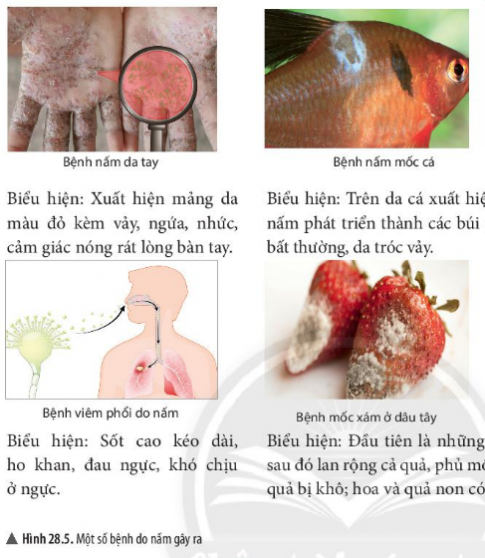 Bệnh nấm da tay
Biểu hiện: Xuất hiện mảng da
màu đỏ kèm vảy, ngứa, nhức,
cảm giác nóng rát lòng bàn tay.
Bệnh nấm mốc cá
Biểu hiện: Trên da cá xuất hiệ
nấm phát triển thành các búi
bất thường, da tróc vảy.
Bệnh viêm phổi do nấm
Biểu hiện: Sốt cao kéo dài,
ho khan, đau ngực, khó chịu
ở ngực.
Bệnh mốc xám ở dâu tây
Biểu hiện: Đầu tiên là những
sau đó lan rộng cả quả, phủ mố
quả bị khô; hoa và quả non có
▲ Hình 28.5. Một số bệnh do nấm gây ra